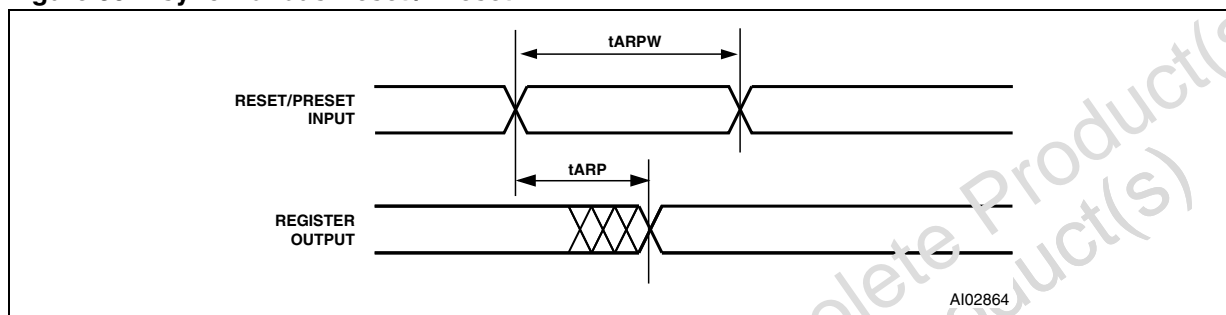 tARPW
RESET/PRESET
INPUT
tARP
REGISTER
OUTPUT
AI02864